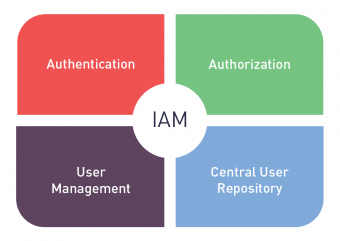 Authentication
Authorization
IAM
User
Management
Central User
Repository